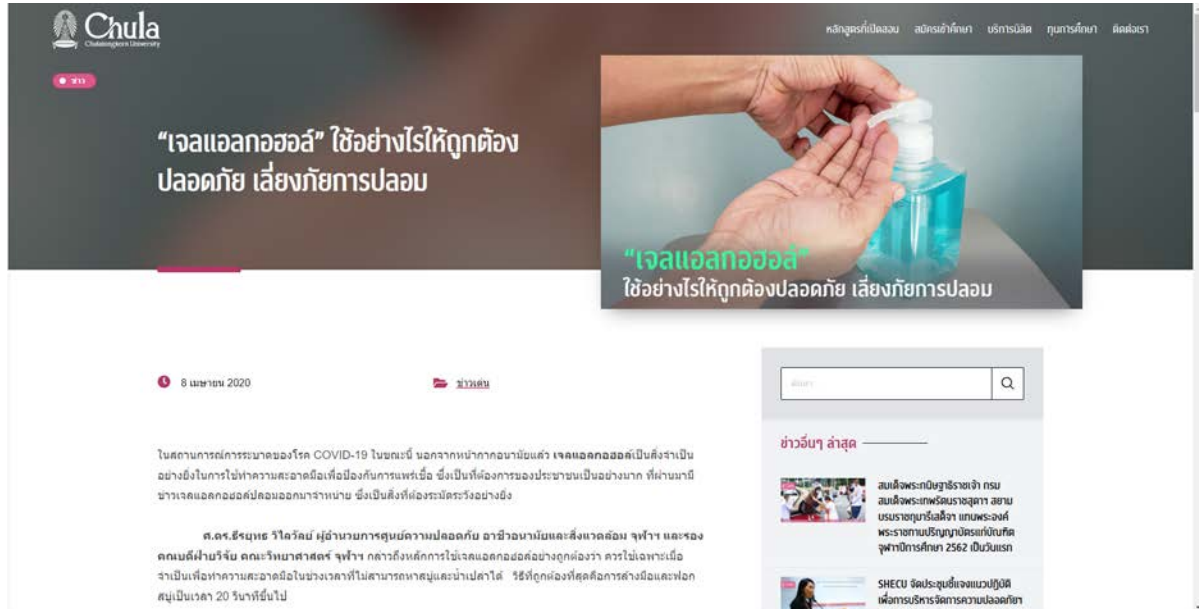 Chula
Chulalongkorn University
หลักสูตรที่เปิดสอน สมัครเข้าศึกษา บริการนิสิต ทุนการศึกษา ติดต่อเรา
ข่าว
“เจลแอลกอฮอล์” ใช้อย่างไรให้ถูกต้อง
ปลอดภัย เลี่ยงภัยการปลอม
“เจลแอลกอฮอล์”
ใช้อย่างไรให้ถูกต้องปลอดภัย เลี่ยงภัยการปลอม
8 เมษายน 2020
ข่าวเด่น
ค้นหา
ในสถานการณ์การระบาดของโรค COVID-19 ในขณะนี้ นอกจากหน้ากากอนามัยแล้ว เจลแอลกอฮอล์เป็นสิ่งจำเป็น
อย่างยิ่งในการใช้ทำความสะอาดมือเพื่อป้องกันการแพร่เชื้อ ซึ่งเป็นที่ต้องการของประชาชนเป็นอย่างมาก ที่ผ่านมามี
ข่าวเจลแอลกอฮอล์ปลอมออกมาจำหน่าย ซึ่งเป็นสิ่งที่ต้องระมัดระวังอย่างยิ่ง
ศ.ดร.ธีรยุทธ วิไลวัลย์ ผู้อำนวยการศูนย์ความปลอดภัย อาชีวอนามัยและสิ่งแวดล้อม จุฬาฯ และรอง
คณบดีฝ่ายวิจัย คณะวิทยาศาสตร์ จุฬาฯ กล่าวถึงหลักการใช้เจลแอลกอฮอล์อย่างถูกต้องว่า ควรใช้เฉพาะเมื่อ
จำเป็นเพื่อทำความสะอาดมือในช่วงเวลาที่ไม่สามารถหาสบู่และน้ำเปล่าได้ วิธีที่ถูกต้องที่สุดคือการล้างมือและฟอก
สบู่เป็นเวลา 20 วินาทีขึ้นไป
ข่าวอื่นๆ ล่าสุด
สมเด็จพระกนิษฐาธิราชเจ้า กรม
สมเด็จพระเทพรัตนราชสุดาฯ สยาม
บรมราชกุมารีเสด็จฯ แทนพระองค์
พระราชทานปริญญาบัตรแก่บัณฑิต
จุฬาฯปีการศึกษา 2562 เป็นวันแรก
SHECU จัดประชุมชี้แจงแนวปฏิบัติ
เพื่อการบริหารจัดการความปลอดภัยฯ